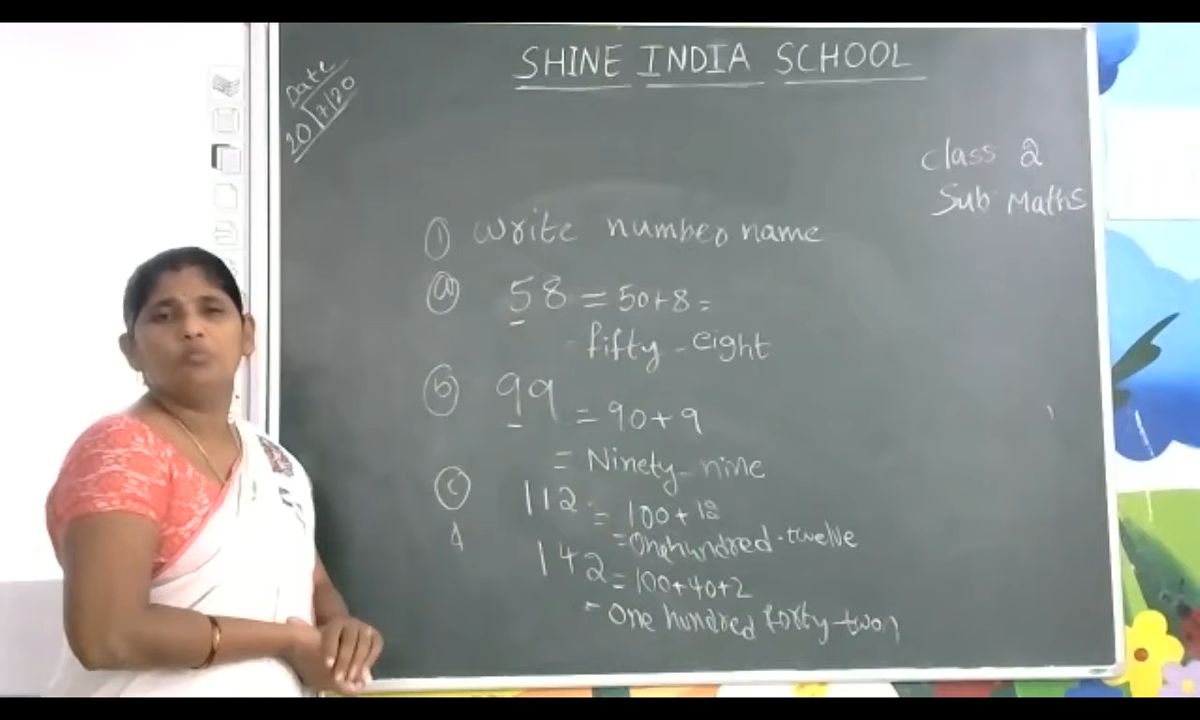 SHINE INDIA SCHOOL
Date
20/7/20
Class 2
Sub Maths
① write number name
ⓐ 58 = 50+8 =
fifty-eight
ⓑ 99 = 90+9
= Ninety-nine
ⓒ 112 = 100+12
= Onehundred-twelve
142 = 100+40+2
= One hundred forty-two